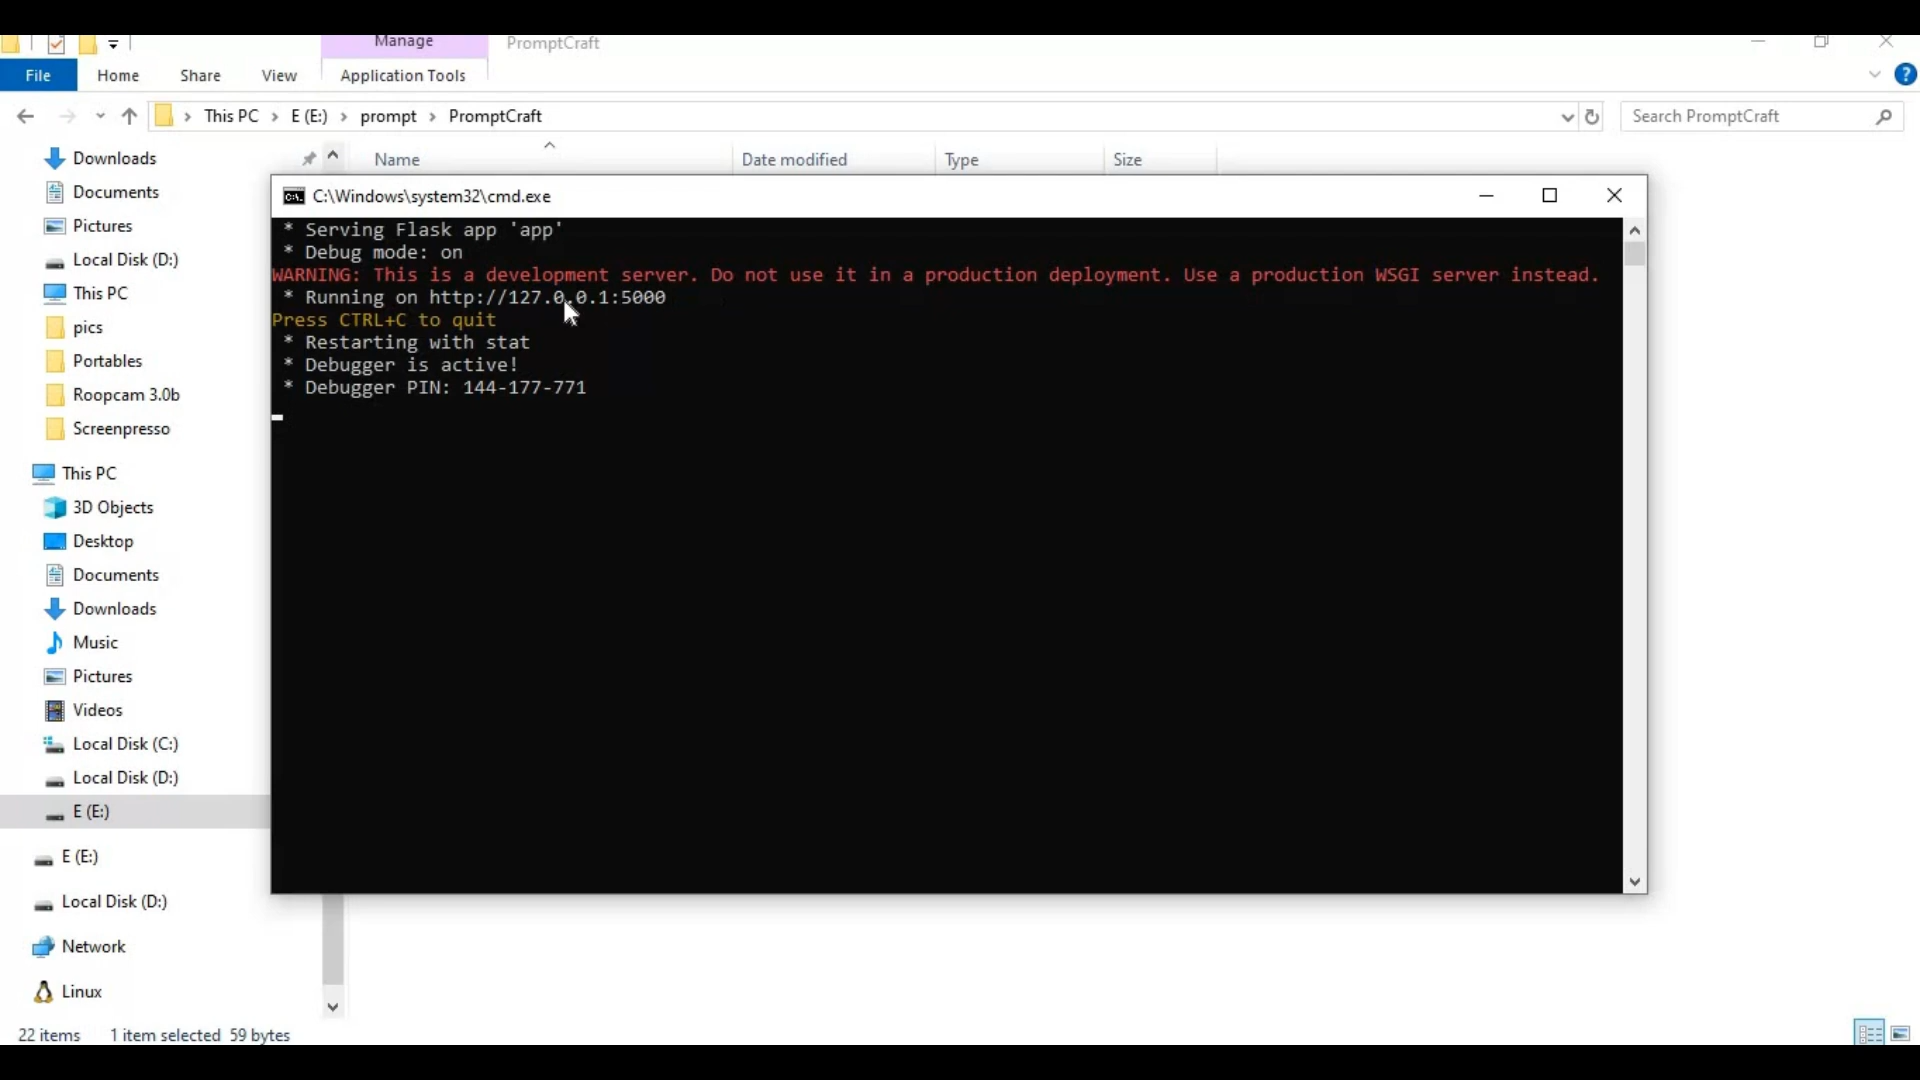 Manage
PromptCraft
File
Home
Share
View
Application Tools
This PC
E (E:)
prompt
PromptCraft
Search PromptCraft
Name
Date modified
Type
Size
Downloads
Documents
Pictures
Local Disk (D:)
This PC
pics
Portables
Roopcam 3.0b
Screenpresso
This PC
3D Objects
Desktop
Documents
Downloads
Music
Pictures
Videos
Local Disk (C:)
Local Disk (D:)
E (E:)
E (E:)
Local Disk (D:)
Network
Linux
C:\Windows\system32\cmd.exe
* Serving Flask app 'app'
* Debug mode: on
WARNING: This is a development server. Do not use it in a production deployment. Use a production WSGI server instead.
* Running on http://127.0.0.1:5000
Press CTRL+C to quit
* Restarting with stat
* Debugger is active!
* Debugger PIN: 144-177-771
22 items
1 item selected 59 bytes